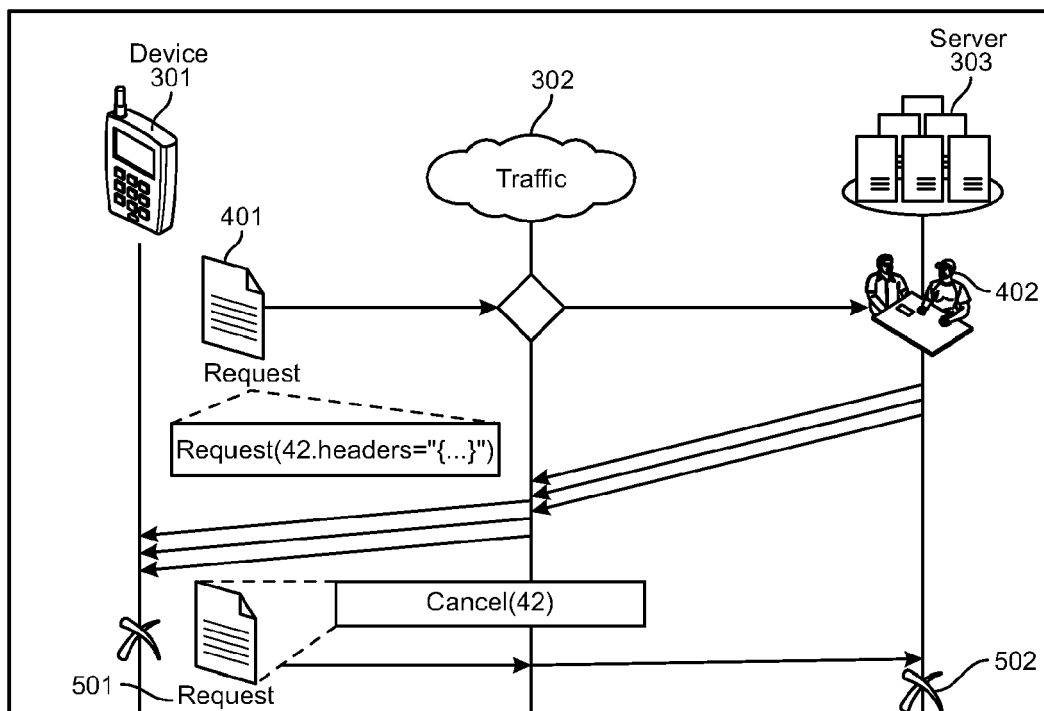 Device
301
302
Server
303
Traffic
401
402
Request
Request(42.headers="{...}")
Cancel(42)
501
Request
502